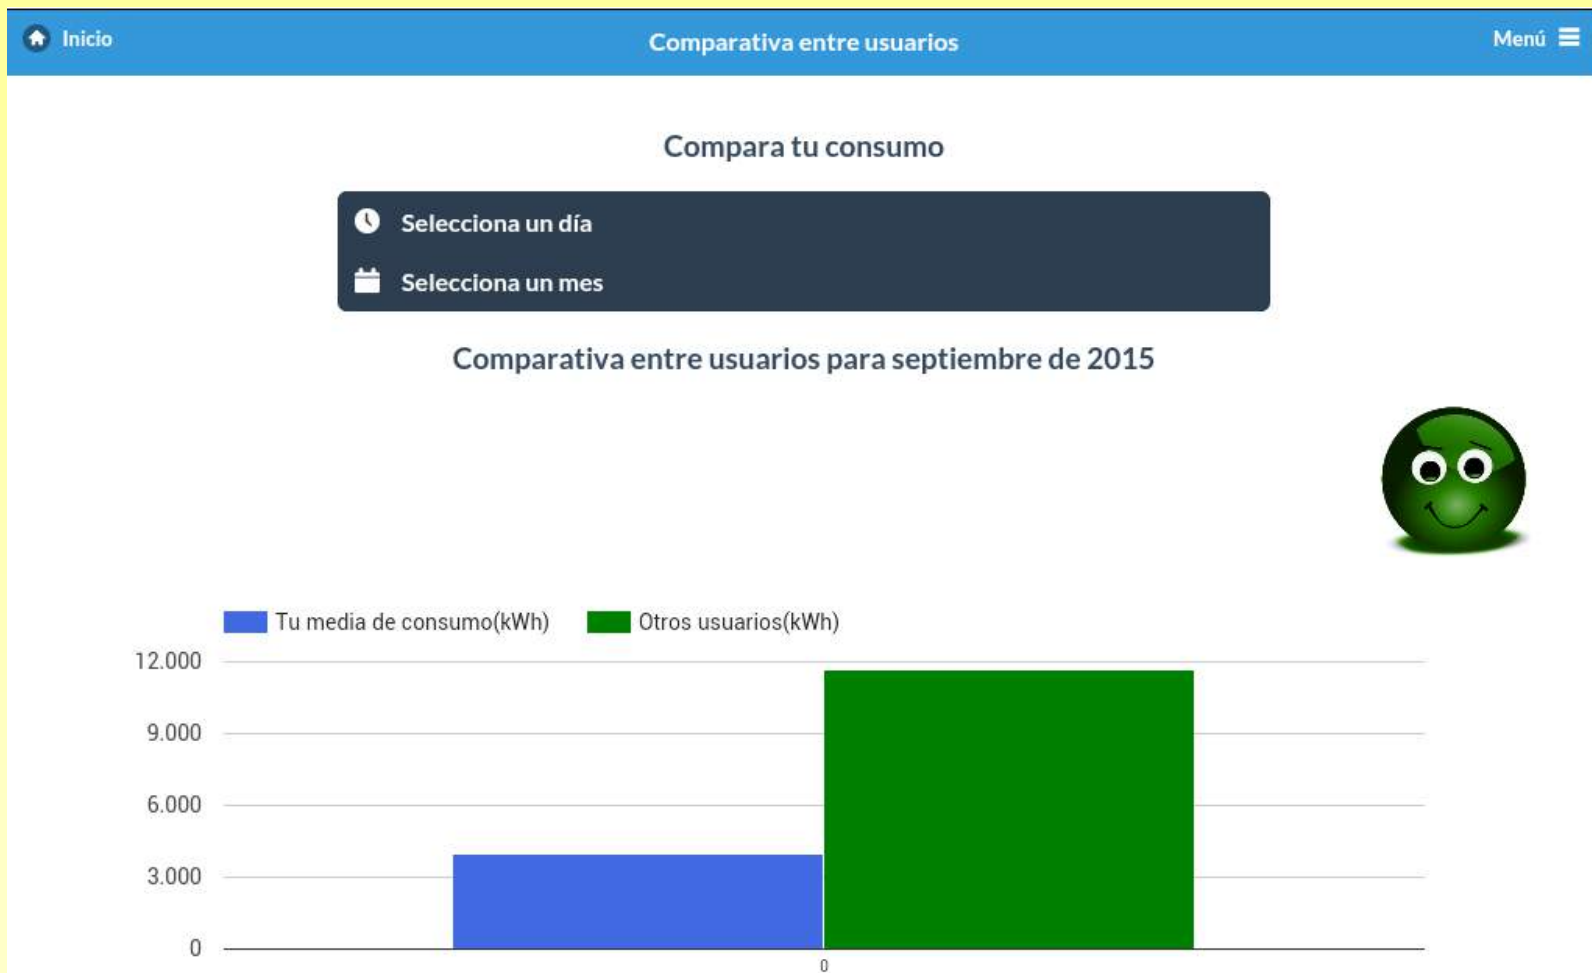 Inicio
Comparativa entre usuarios
Menú
Compara tu consumo
Selecciona un día
Selecciona un mes
Comparativa entre usuarios para septiembre de 2015
Tu media de consumo(kWh)
Otros usuarios(kWh)
12.000
9.000
6.000
3.000
0
0